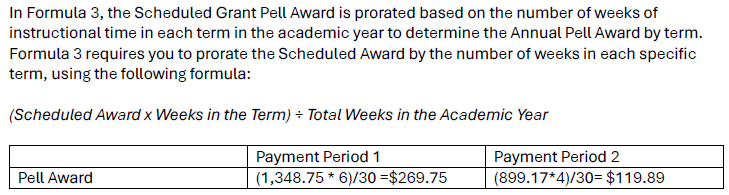 In Formula 3, the Scheduled Grant Pell Award is prorated based on the number of weeks of
instructional time in each term in the academic year to determine the Annual Pell Award by term.
Formula 3 requires you to prorate the Scheduled Award by the number of weeks in each specific
term, using the following formula:
(Scheduled Award x Weeks in the Term) ÷ Total Weeks in the Academic Year
Payment Period 1 Payment Period 2
Pell Award (1,348.75 * 6)/30 =$269.75 (899.17*4)/30= $119.89